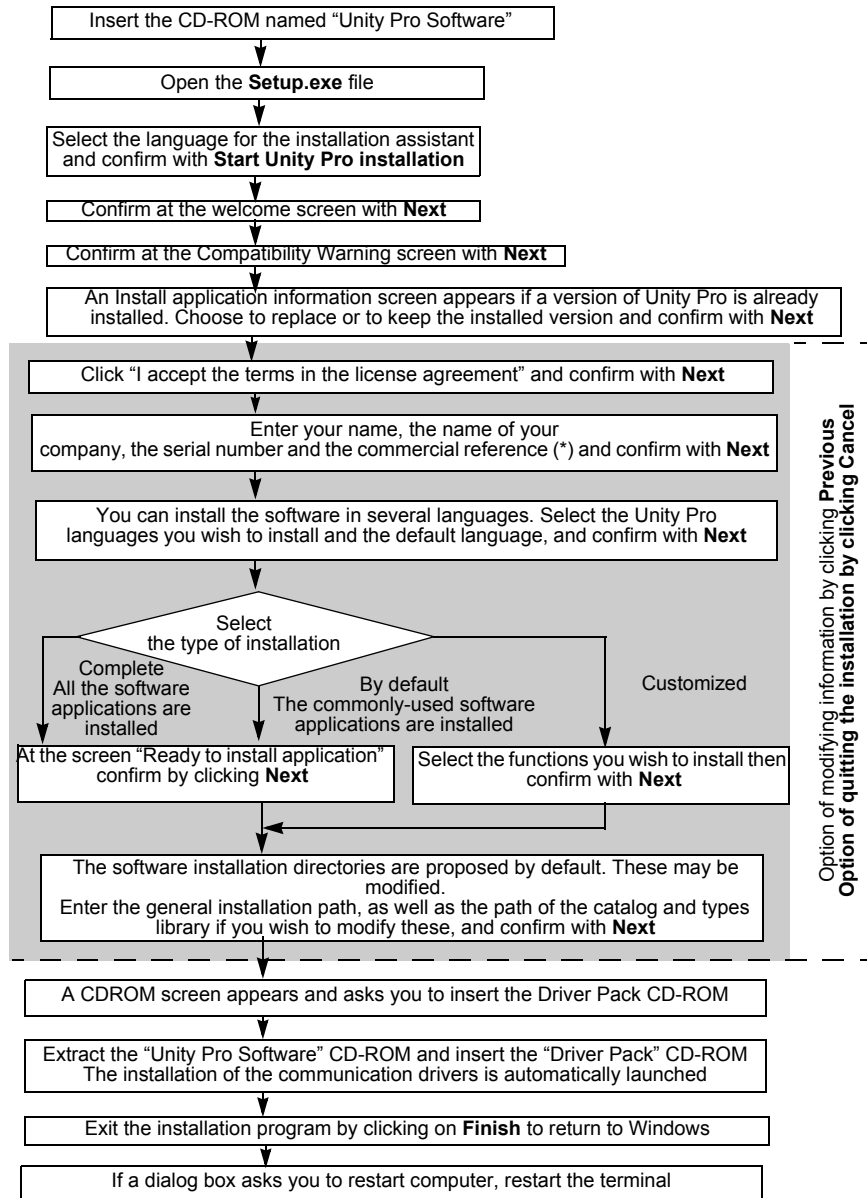 Insert the CD-ROM named “Unity Pro Software”
Open the Setup.exe file
Select the language for the installation assistant
and confirm with Start Unity Pro installation
Confirm at the welcome screen with Next
Confirm at the Compatibility Warning screen with Next
An Install application information screen appears if a version of Unity Pro is already
installed. Choose to replace or to keep the installed version and confirm with Next
Click “I accept the terms in the license agreement” and confirm with Next
Enter your name, the name of your
company, the serial number and the commercial reference (*) and confirm with Next
You can install the software in several languages. Select the Unity Pro
languages you wish to install and the default language, and confirm with Next
Select
the type of installation
Complete
All the software
applications are
installed
By default
The commonly-used software
applications are installed
Customized
At the screen “Ready to install application”
confirm by clicking Next
Select the functions you wish to install then
confirm with Next
The software installation directories are proposed by default. These may be
modified.
Enter the general installation path, as well as the path of the catalog and types
library if you wish to modify these, and confirm with Next
Option of modifying information by clicking Previous
Option of quitting the installation by clicking Cancel
A CDROM screen appears and asks you to insert the Driver Pack CD-ROM
Extract the “Unity Pro Software” CD-ROM and insert the “Driver Pack” CD-ROM
The installation of the communication drivers is automatically launched
Exit the installation program by clicking on Finish to return to Windows
If a dialog box asks you to restart computer, restart the terminal